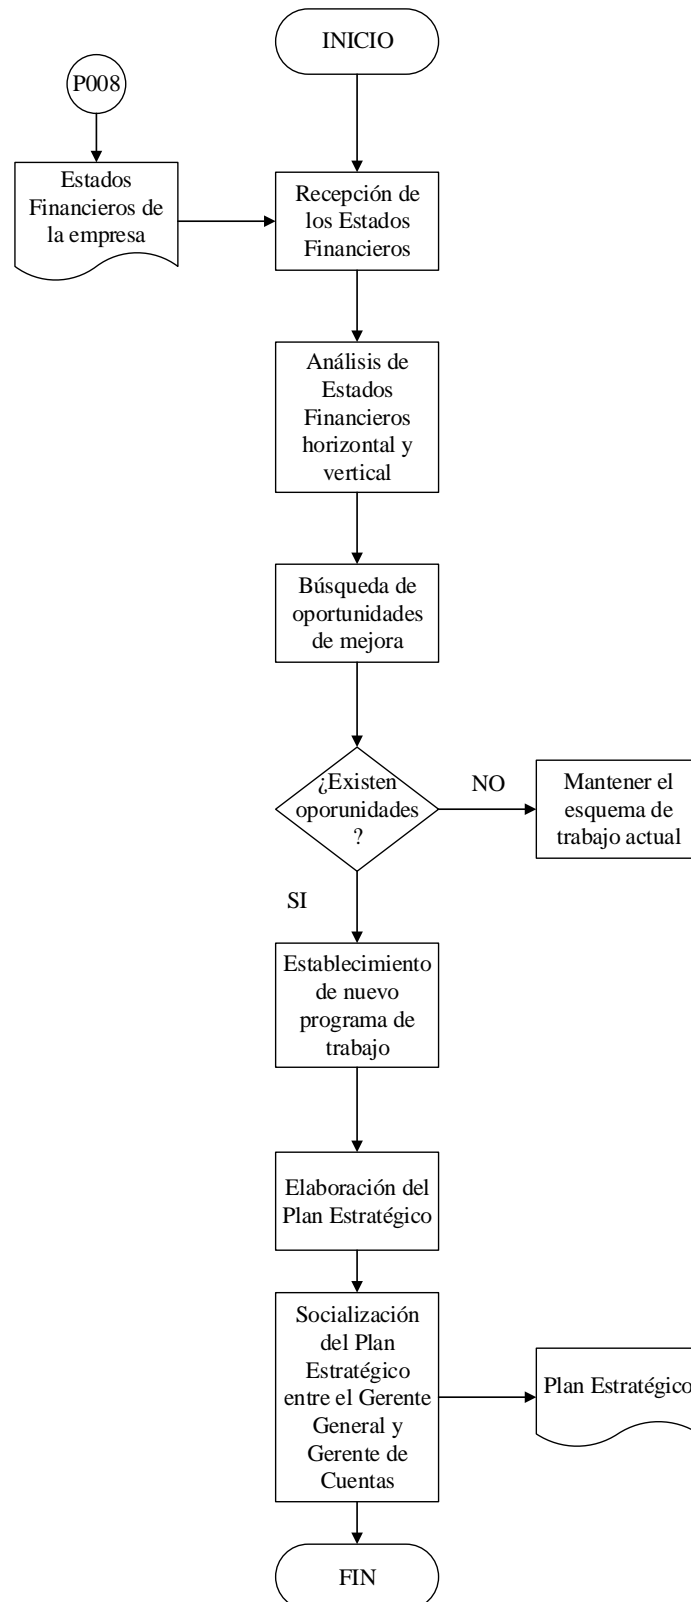 INICIO
P008
Estados
Financieros de
la empresa
Recepción de
los Estados
Financieros
Análisis de
Estados
Financieros
horizontal y
vertical
Búsqueda de
oportunidades
de mejora
¿Existen
oporunidades
?
NO
Mantener el
esquema de
trabajo actual
SI
Establecimiento
de nuevo
programa de
trabajo
Elaboración del
Plan Estratégico
Socialización
del Plan
Estratégico
entre el Gerente
General y
Gerente de
Cuentas
Plan Estratégico
FIN